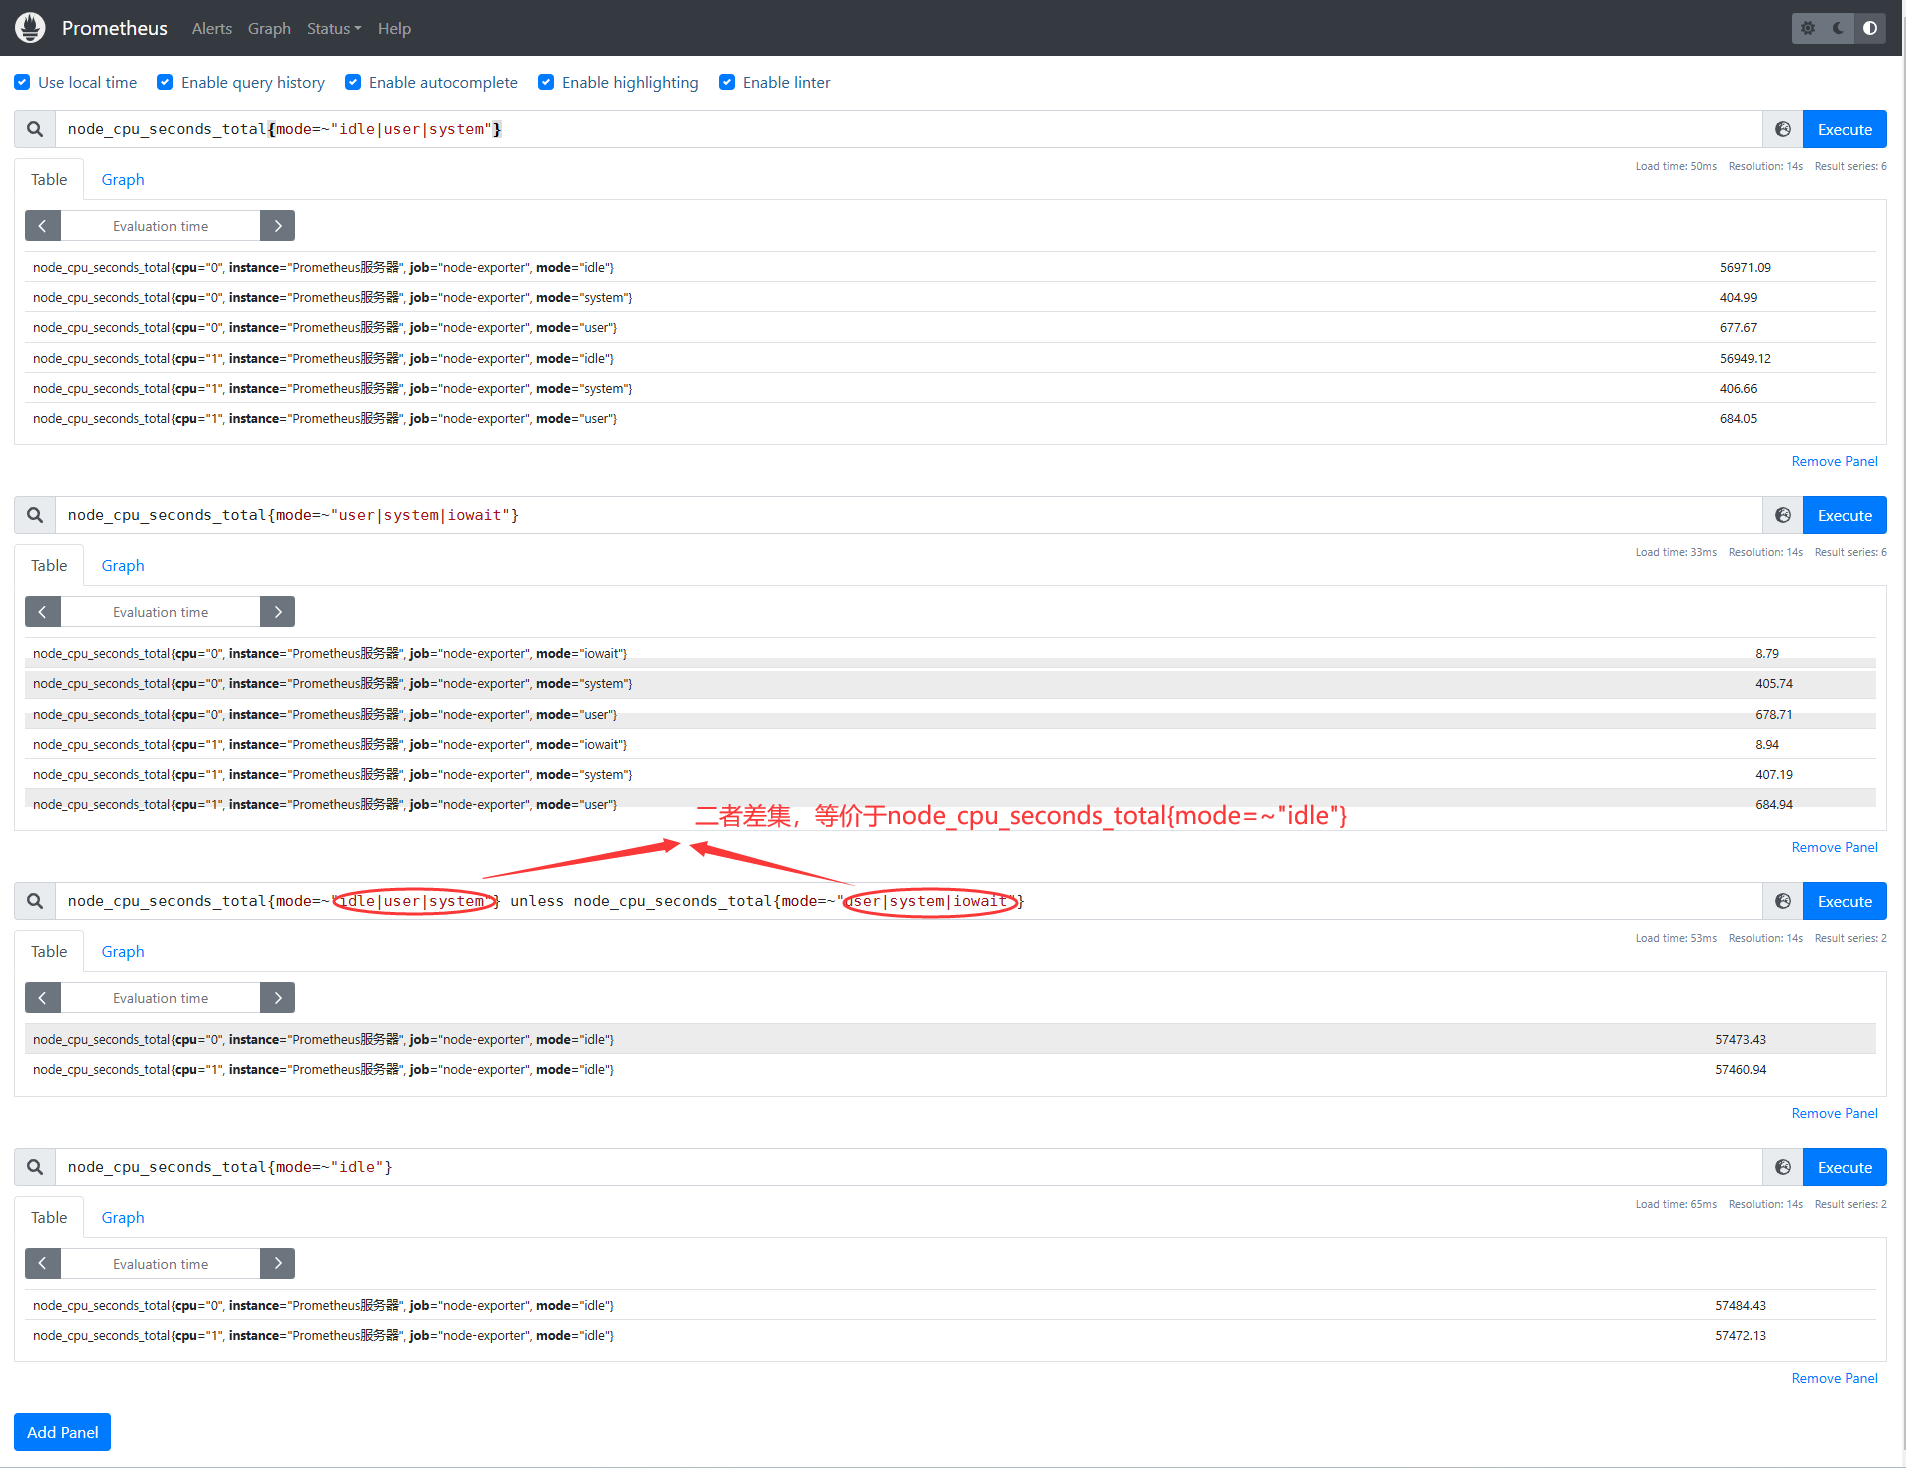 Prometheus Alerts Graph Status Help
Use local time Enable query history Enable autocomplete Enable highlighting Enable linter
node_cpu_seconds_total{mode=~"idle|user|system"} Execute
Table Graph Load time: 50ms Resolution: 14s Result series: 6
Evaluation time
node_cpu_seconds_total{cpu="0", instance="Prometheus服务器", job="node-exporter", mode="idle"} 56971.09
node_cpu_seconds_total{cpu="0", instance="Prometheus服务器", job="node-exporter", mode="system"} 404.99
node_cpu_seconds_total{cpu="0", instance="Prometheus服务器", job="node-exporter", mode="user"} 677.67
node_cpu_seconds_total{cpu="1", instance="Prometheus服务器", job="node-exporter", mode="idle"} 56949.12
node_cpu_seconds_total{cpu="1", instance="Prometheus服务器", job="node-exporter", mode="system"} 406.66
node_cpu_seconds_total{cpu="1", instance="Prometheus服务器", job="node-exporter", mode="user"} 684.05
Remove Panel
node_cpu_seconds_total{mode=~"user|system|iowait"} Execute
Table Graph Load time: 33ms Resolution: 14s Result series: 6
Evaluation time
node_cpu_seconds_total{cpu="0", instance="Prometheus服务器", job="node-exporter", mode="iowait"} 8.79
node_cpu_seconds_total{cpu="0", instance="Prometheus服务器", job="node-exporter", mode="system"} 405.74
node_cpu_seconds_total{cpu="0", instance="Prometheus服务器", job="node-exporter", mode="user"} 678.71
node_cpu_seconds_total{cpu="1", instance="Prometheus服务器", job="node-exporter", mode="iowait"} 8.94
node_cpu_seconds_total{cpu="1", instance="Prometheus服务器", job="node-exporter", mode="system"} 407.19
node_cpu_seconds_total{cpu="1", instance="Prometheus服务器", job="node-exporter", mode="user"} 684.94
二者差集，等价于node_cpu_seconds_total{mode=~"idle"}
Remove Panel
node_cpu_seconds_total{mode=~"idle|user|system"} unless node_cpu_seconds_total{mode=~"user|system|iowait"} Execute
Table Graph Load time: 53ms Resolution: 14s Result series: 2
Evaluation time
node_cpu_seconds_total{cpu="0", instance="Prometheus服务器", job="node-exporter", mode="idle"} 57473.43
node_cpu_seconds_total{cpu="1", instance="Prometheus服务器", job="node-exporter", mode="idle"} 57460.94
Remove Panel
node_cpu_seconds_total{mode=~"idle"} Execute
Table Graph Load time: 65ms Resolution: 14s Result series: 2
Evaluation time
node_cpu_seconds_total{cpu="0", instance="Prometheus服务器", job="node-exporter", mode="idle"} 57484.43
node_cpu_seconds_total{cpu="1", instance="Prometheus服务器", job="node-exporter", mode="idle"} 57472.13
Remove Panel
Add Panel